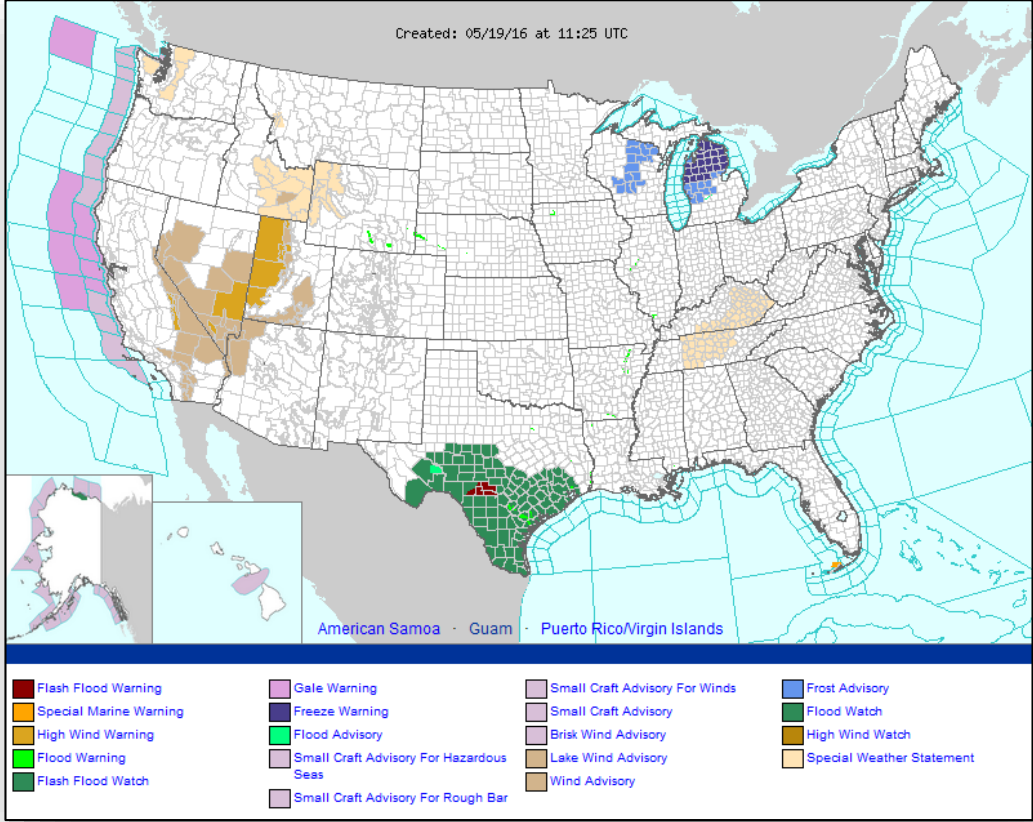 Created: 05/19/16 at 11:25 UTC
American Samoa - Guam - Puerto Rico/Virgin Islands
Flash Flood Warning
Special Marine Warning
High Wind Warning
Flood Warning
Flash Flood Watch
Gale Warning
Freeze Warning
Flood Advisory
Small Craft Advisory For Hazardous
Seas
Small Craft Advisory For Rough Bar
Small Craft Advisory For Winds
Small Craft Advisory
Brisk Wind Advisory
Lake Wind Advisory
Wind Advisory
Frost Advisory
Flood Watch
High Wind Watch
Special Weather Statement